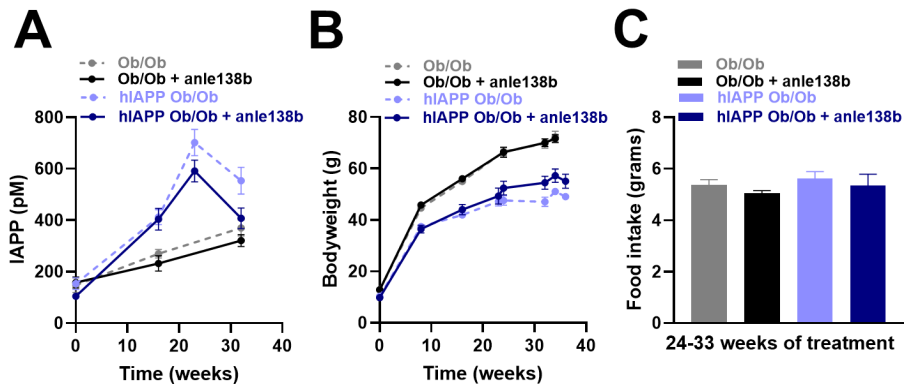 A
Ob/Ob
Ob/Ob + anle138b
hIAPP Ob/Ob
hIAPP Ob/Ob + anle138b
IAPP (pM)
800
600
400
200
0
0 10 20 30 40
Time (weeks)
B
Ob/Ob
Ob/Ob + anle138b
hIAPP Ob/Ob
hIAPP Ob/Ob + anle138b
Bodyweight (g)
80
60
40
20
0
0 10 20 30 40
Time (weeks)
C
Ob/Ob
Ob/Ob + anle138b
hIAPP Ob/Ob
hIAPP Ob/Ob + anle138b
Food intake (grams)
8
6
4
2
0
24-33 weeks of treatment